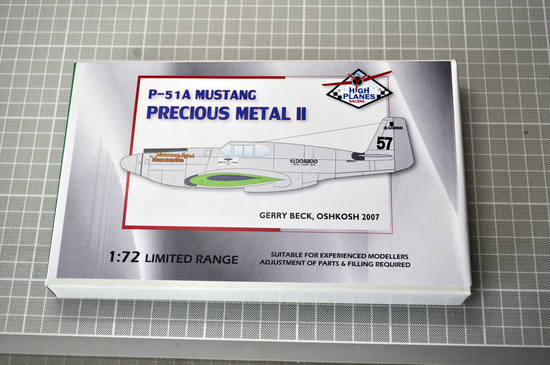 P-51A MUSTANG
PRECIOUS METAL II
HIGH
PLANES
RACERS
57
ELDORADO
GERRY BECK, OSHKOSH 2007
1:72 LIMITED RANGE
SUITABLE FOR EXPERIENCED MODELLERS
ADJUSTMENT OF PARTS & FILLING REQUIRED